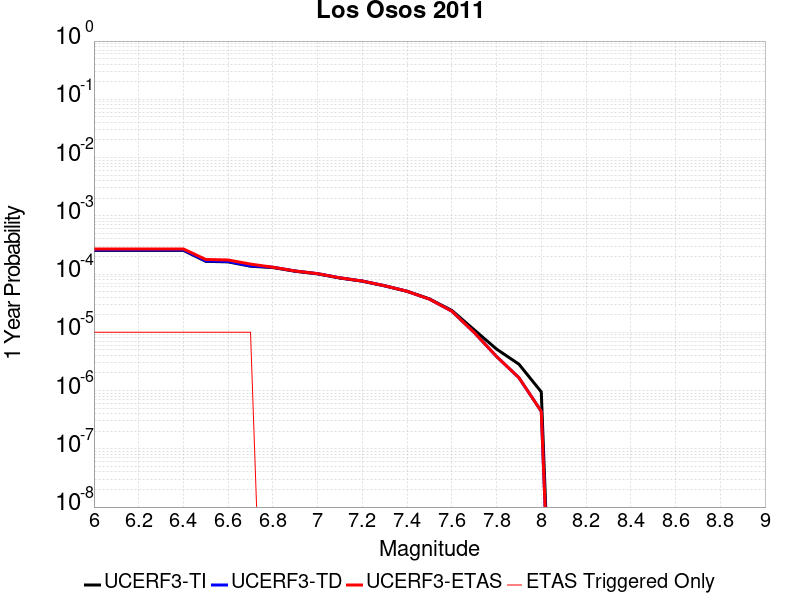 Los Osos 2011
10 0
10 -1
10 -2
10 -3
10 -4
10 -5
10 -6
10 -7
10 -8
1 Year Probability
6 6.2 6.4 6.6 6.8 7 7.2 7.4 7.6 7.8 8 8.2 8.4 8.6 8.8 9
Magnitude
UCERF3-TI UCERF3-TD UCERF3-ETAS ETAS Triggered Only